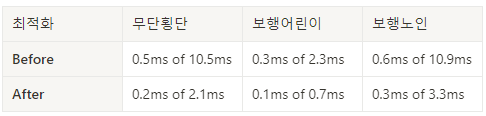 최적화 무단횡단 보행어린이 보행노인
Before 0.5ms of 10.5ms 0.3ms of 2.3ms 0.6ms of 10.9ms
After 0.2ms of 2.1ms 0.1ms of 0.7ms 0.3ms of 3.3ms